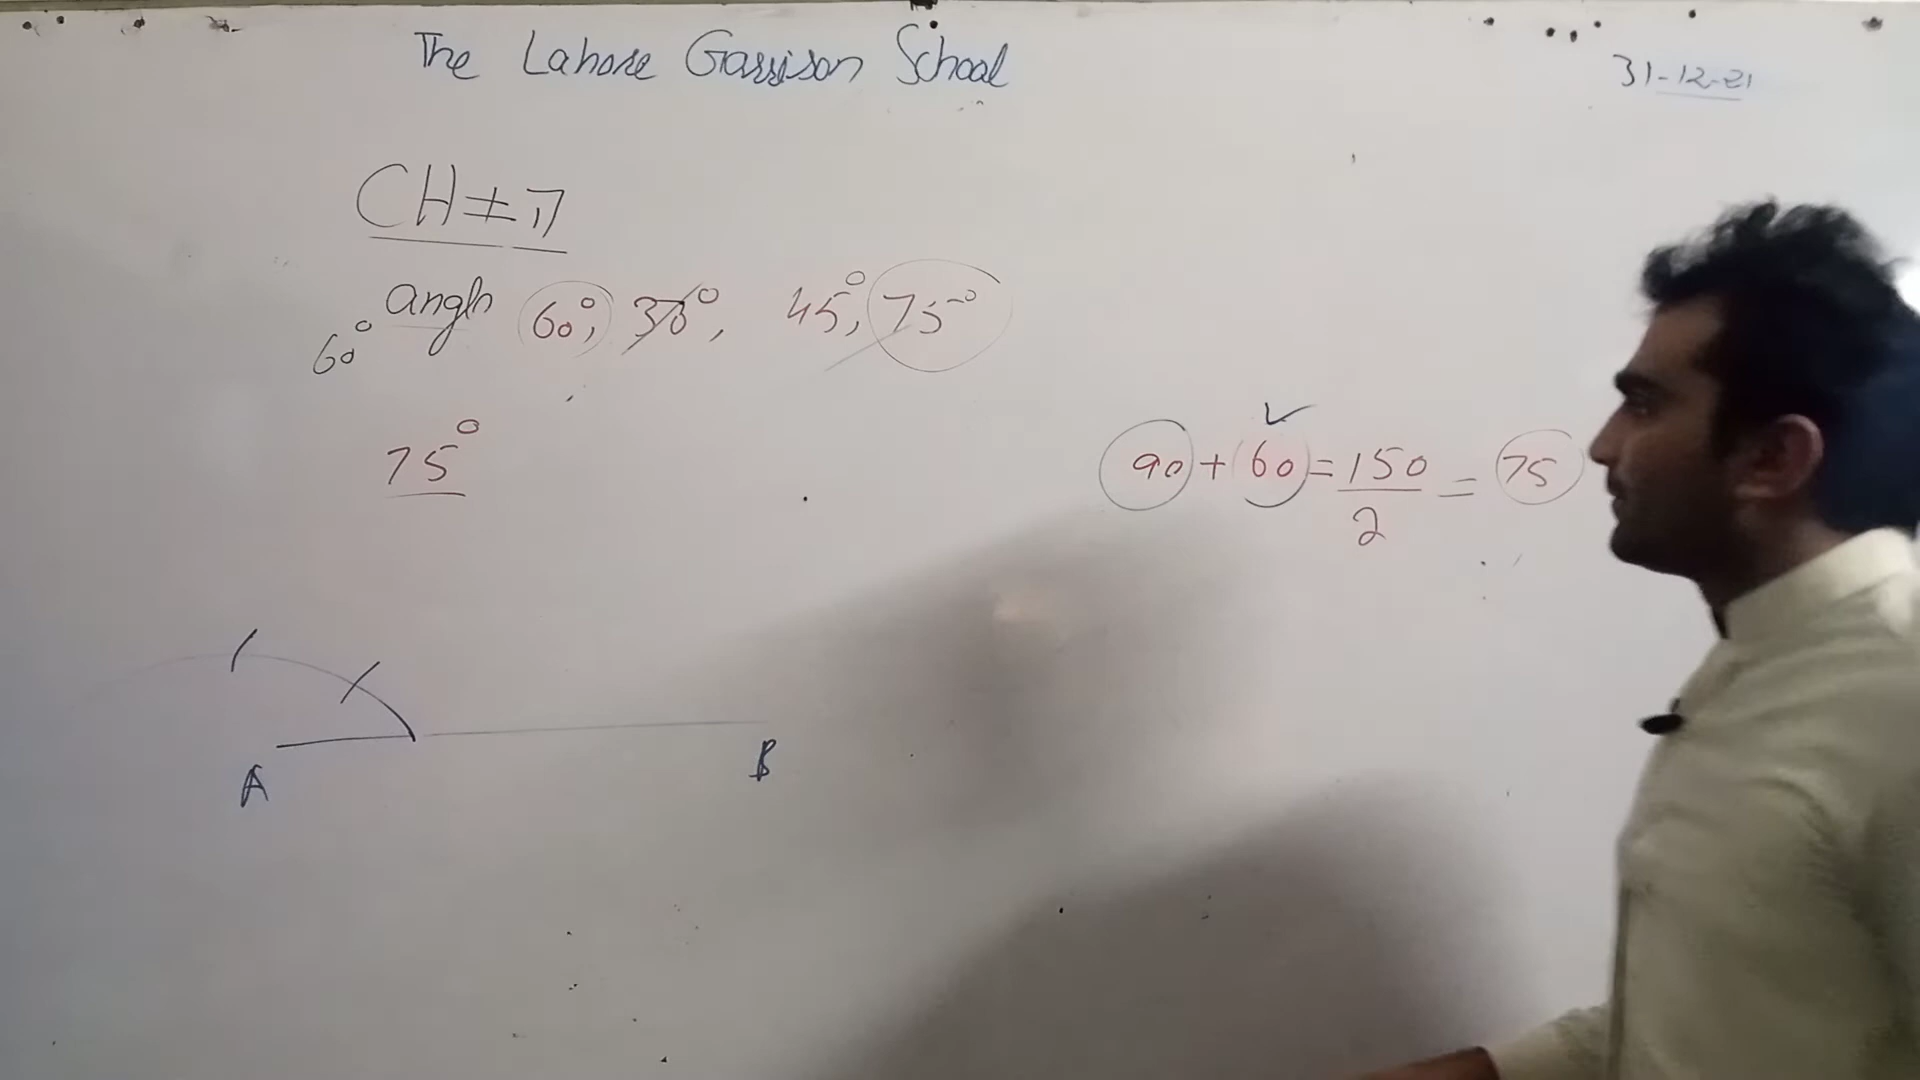 The Lahore Garrison School
31-12-21
CH # 7
angle 60°, 30°, 45°, 75°
60°
75°
90 + 60 = 150/2 = 75
A B